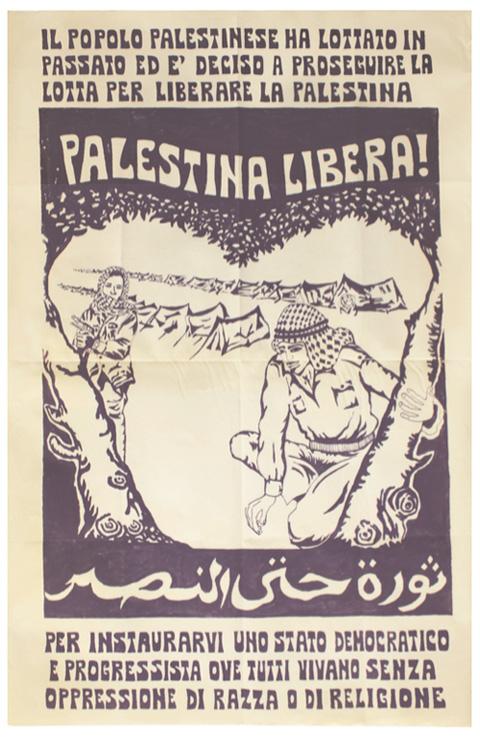 IL POPOLO PALESTINESE HA LOTTATO IN
PASSATO ED E' DECISO A PROSEGUIRE LA
LOTTA PER LIBERARE LA PALESTINA
PALESTINA LIBERA!
ثورة حتى النصر
PER INSTAURARVI UNO STATO DEMOCRATICO
E PROGRESSISTA OVE TUTTI VIVANO SENZA
OPPRESSIONE DI RAZZA O DI RELIGIONE